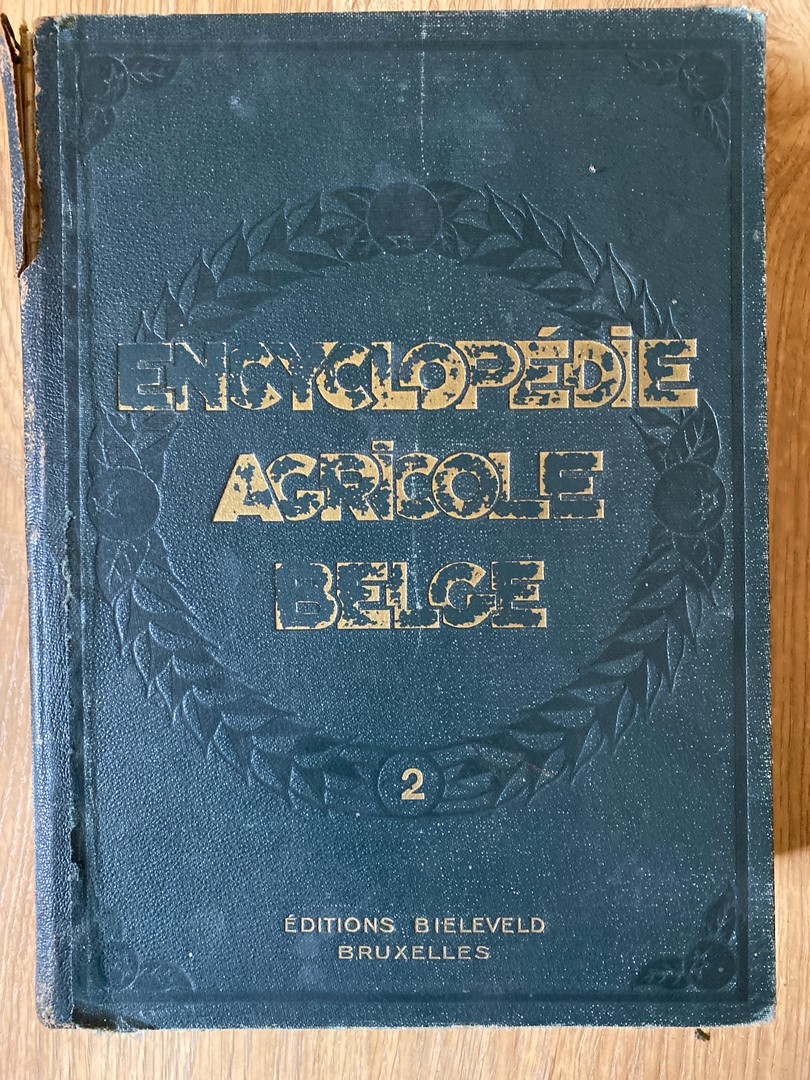 ENCYCLOPÉDIE
AGRICOLE
BELGE
2
ÉDITIONS BIELEVELD
BRUXELLES